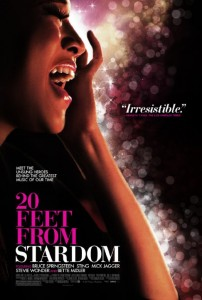 "Irresistible."
MEET THE
UNSUNG HEROES
BEHIND THE GREATEST
MUSIC OF OUR TIME
20
FEET
FROM
STARDOM
BRUCE SPRINGSTEEN STING MICK JAGGER
STEVIE WONDER AND BETTE MIDLER